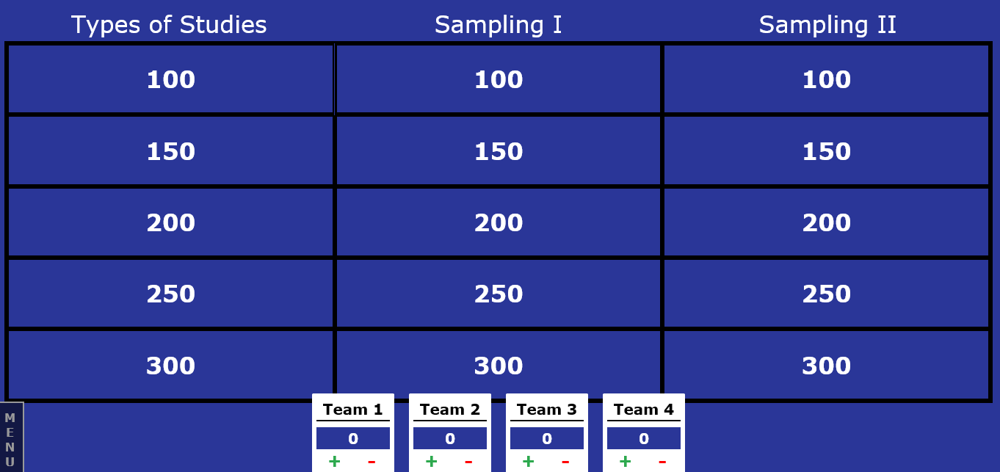 Types of Studies Sampling I Sampling II
100 100 100
150 150 150
200 200 200
250 250 250
300 300 300
Team 1 Team 2 Team 3 Team 4
0 0 0 0
+ - + - + - + -
M
E
N
U